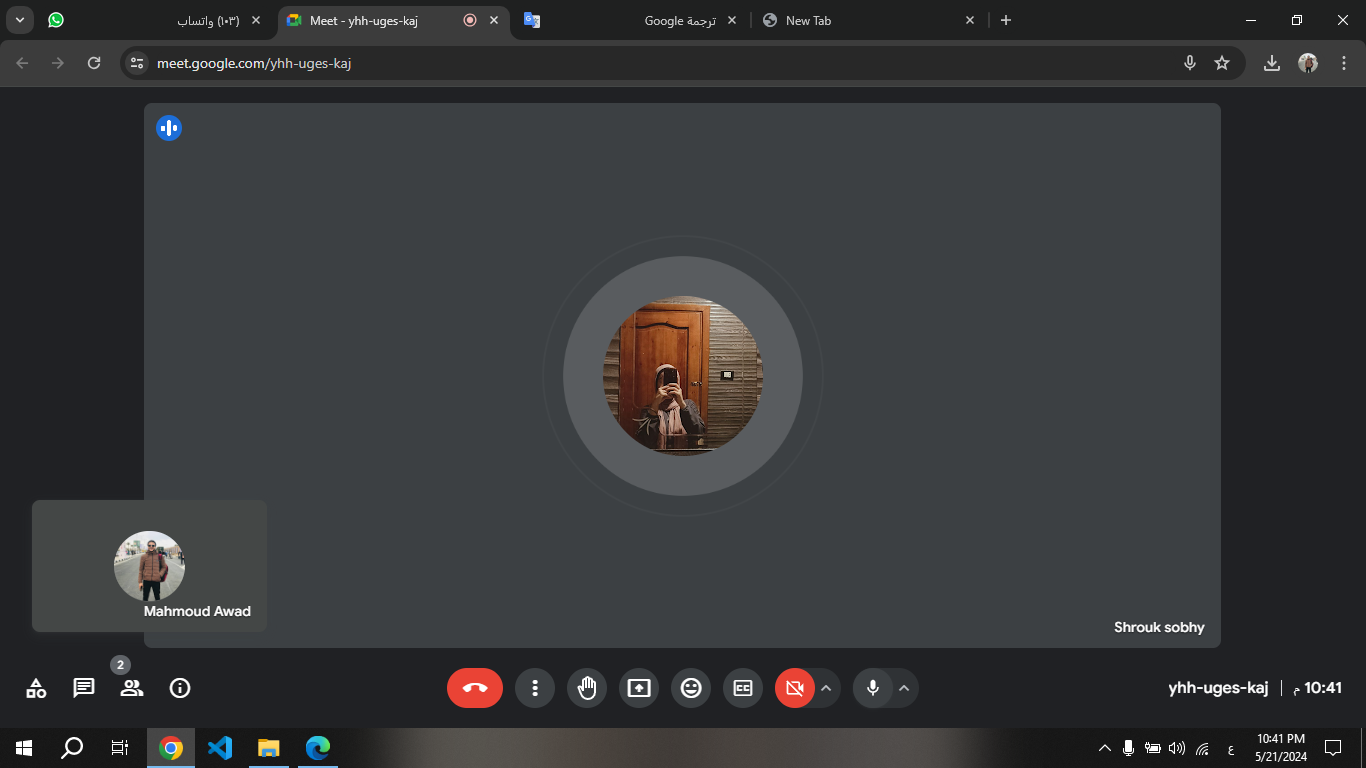 واتساب (١٠٣)
Meet - yhh-uges-kaj
ترجمة Google
New Tab
meet.google.com/yhh-uges-kaj
Mahmoud Awad
Shrouk sobhy
2
CC
yhh-uges-kaj | 10:41 م
ع
10:41 PM
5/21/2024